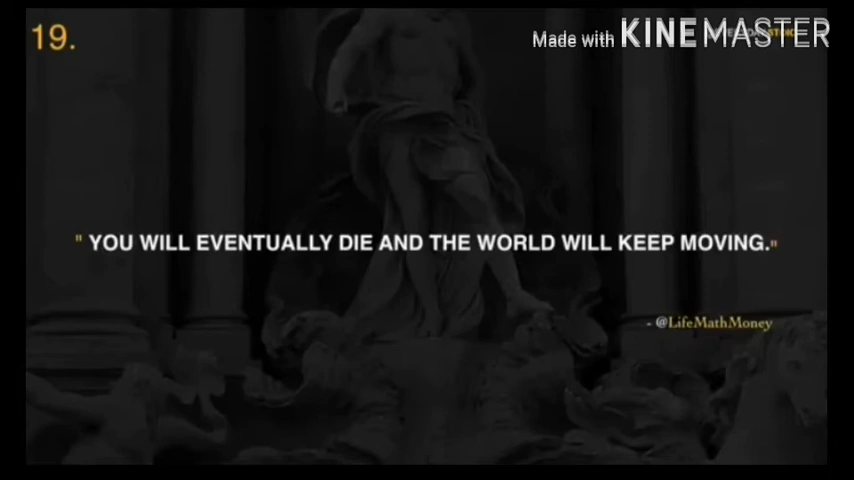 19.
Made with KINEMASTER
" YOU WILL EVENTUALLY DIE AND THE WORLD WILL KEEP MOVING."
- @LifeMathMoney